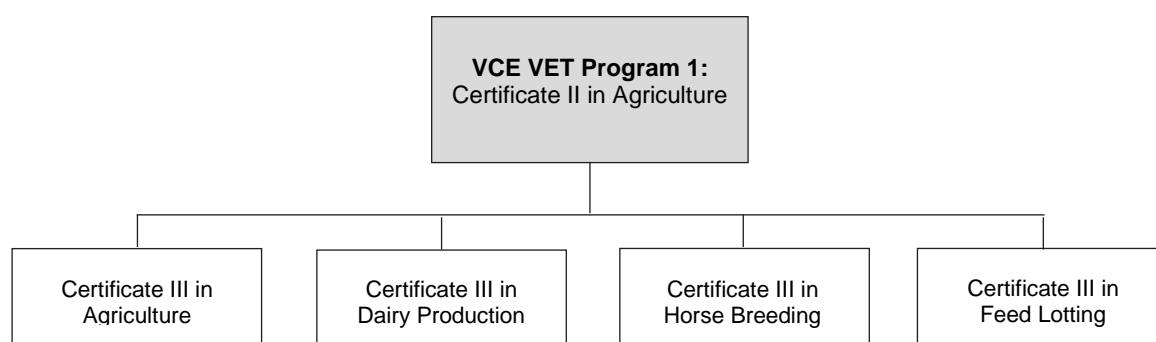 VCE VET Program 1:
Certificate II in Agriculture
Certificate III in
Agriculture
Certificate III in
Dairy Production
Certificate III in
Horse Breeding
Certificate III in
Feed Lotting